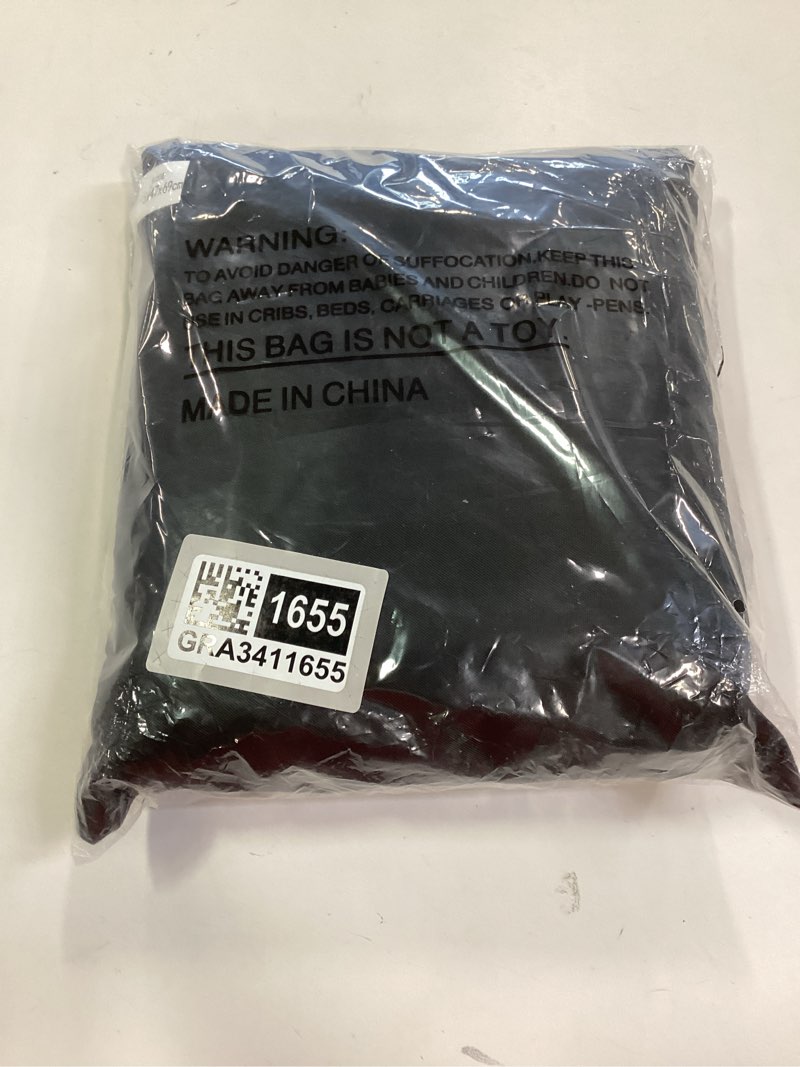 WARNING:
TO AVOID DANGER OF SUFFOCATION.KEEP THIS
BAG AWAY FROM BABIES AND CHILDREN.DO NOT
USE IN CRIBS, BEDS, CARRIAGES OR PLAY -PENS.
THIS BAG IS NOT A TOY.
MADE IN CHINA
1655
GRA3411655